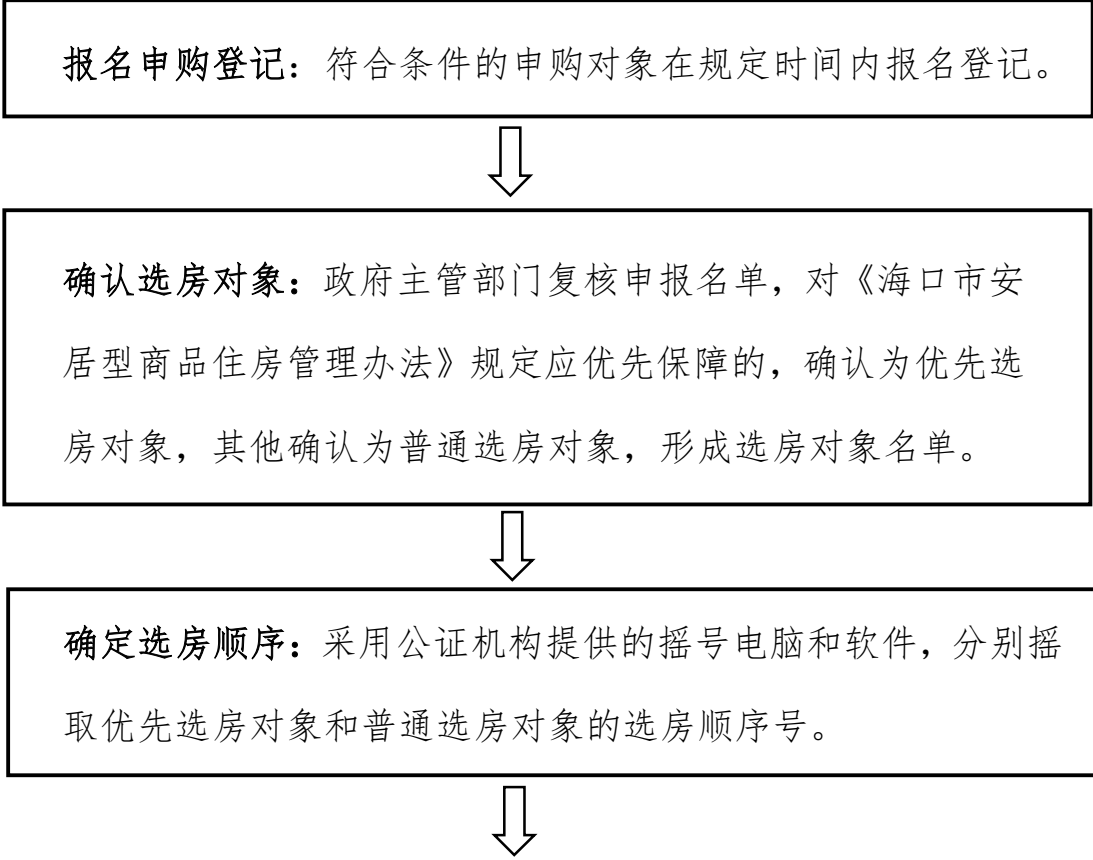 报名申购登记：符合条件的申购对象在规定时间内报名登记。
确认选房对象：政府主管部门复核申报名单，对《海口市安
居型商品住房管理办法》规定应优先保障的，确认为优先选
房对象，其他确认为普通选房对象，形成选房对象名单。
确定选房顺序：采用公证机构提供的摇号电脑和软件，分别摇
取优先选房对象和普通选房对象的选房顺序号。